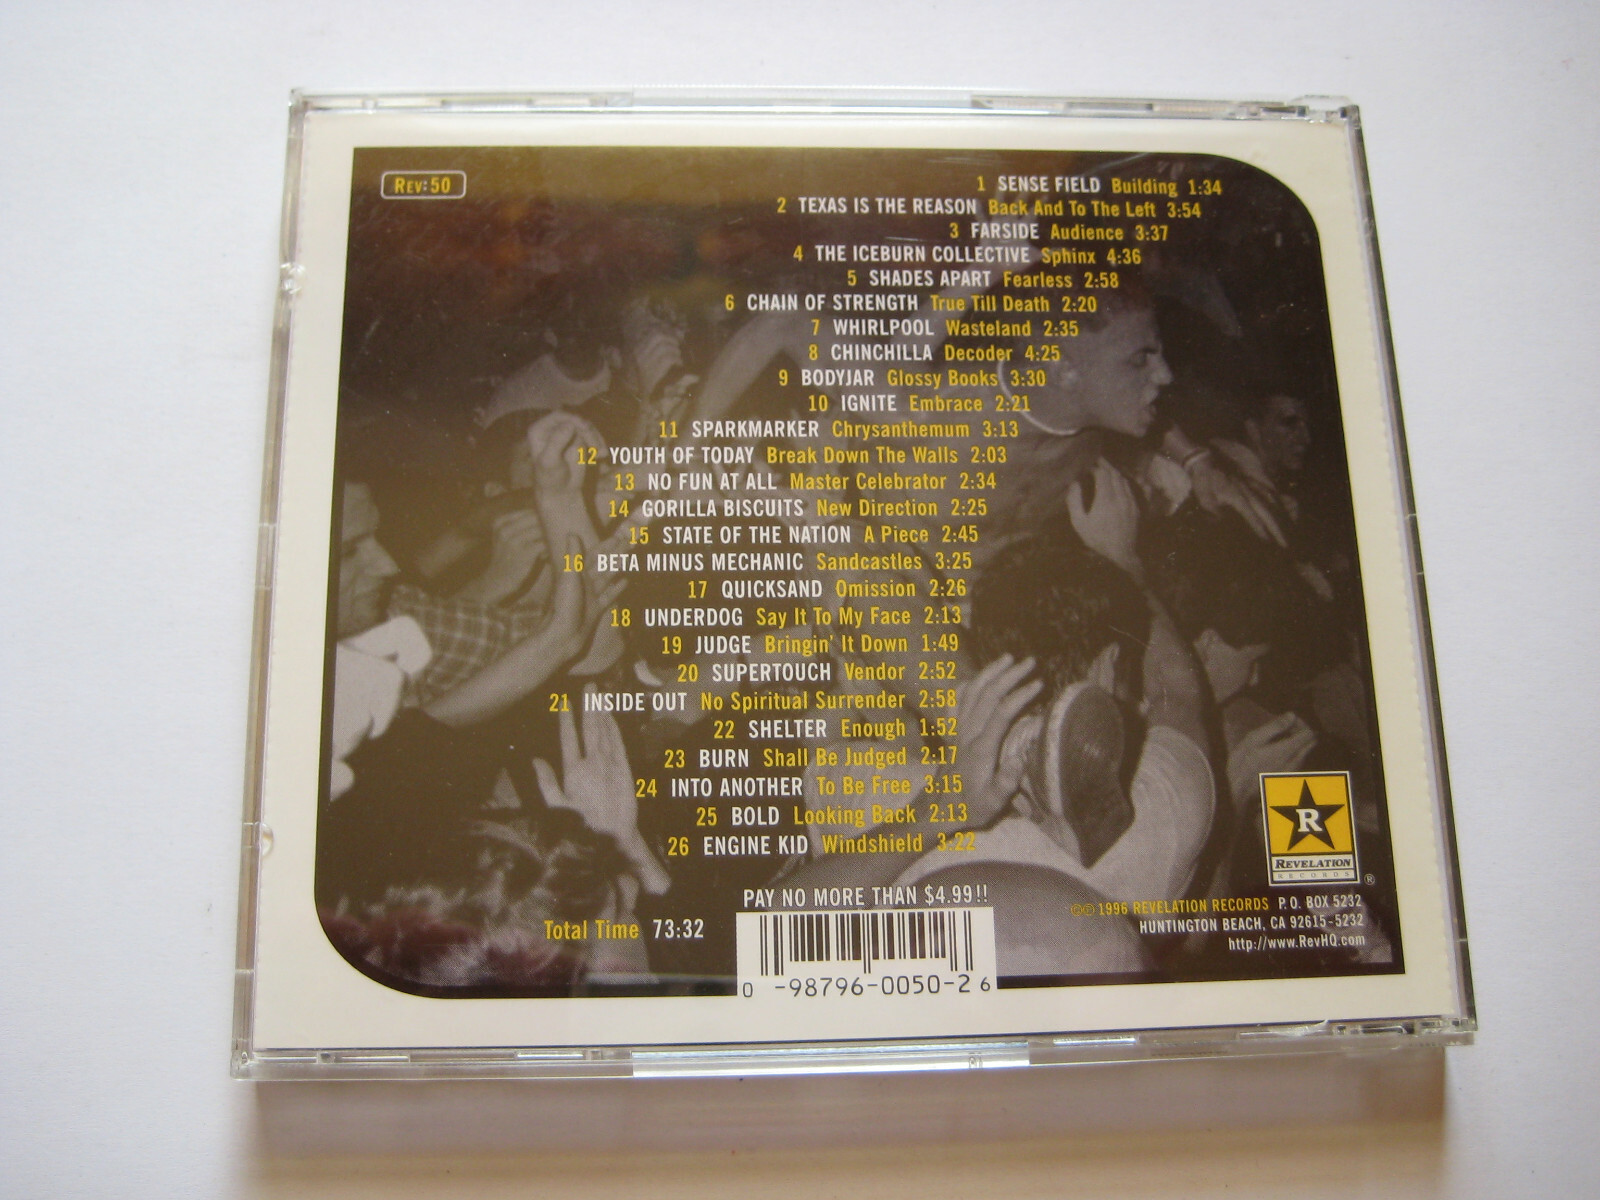 REV:50
1 SENSE FIELD Building 1:34
2 TEXAS IS THE REASON Back And To The Left 3:54
3 FARSIDE Audience 3:37
4 THE ICEBURN COLLECTIVE Sphinx 4:36
5 SHADES APART Fearless 2:58
6 CHAIN OF STRENGTH True Till Death 2:20
7 WHIRLPOOL Wasteland 2:35
8 CHINCHILLA Decoder 4:25
9 BODYJAR Glossy Books 3:30
10 IGNITE Embrace 2:21
11 SPARKMARKER Chrysanthemum 3:13
12 YOUTH OF TODAY Break Down The Walls 2:03
13 NO FUN AT ALL Master Celebrator 2:34
14 GORILLA BISCUITS New Direction 2:25
15 STATE OF THE NATION A Piece 2:45
16 BETA MINUS MECHANIC Sandcastles 3:25
17 QUICKSAND Omission 2:26
18 UNDERDOG Say It To My Face 2:13
19 JUDGE Bringin' It Down 1:49
20 SUPERTOUCH Vendor 2:52
21 INSIDE OUT No Spiritual Surrender 2:58
22 SHELTER Enough 1:52
23 BURN Shall Be Judged 2:17
24 INTO ANOTHER To Be Free 3:15
25 BOLD Looking Back 2:13
26 ENGINE KID Windshield 3:22
PAY NO MORE THAN $4.99!!
Total Time 73:32
0 -98796-0050-2 6
R
REVELATION
RECORDS ®
©℗ 1996 REVELATION RECORDS P.O. BOX 5232
HUNTINGTON BEACH, CA 92615-5232
http://www.RevHQ.com